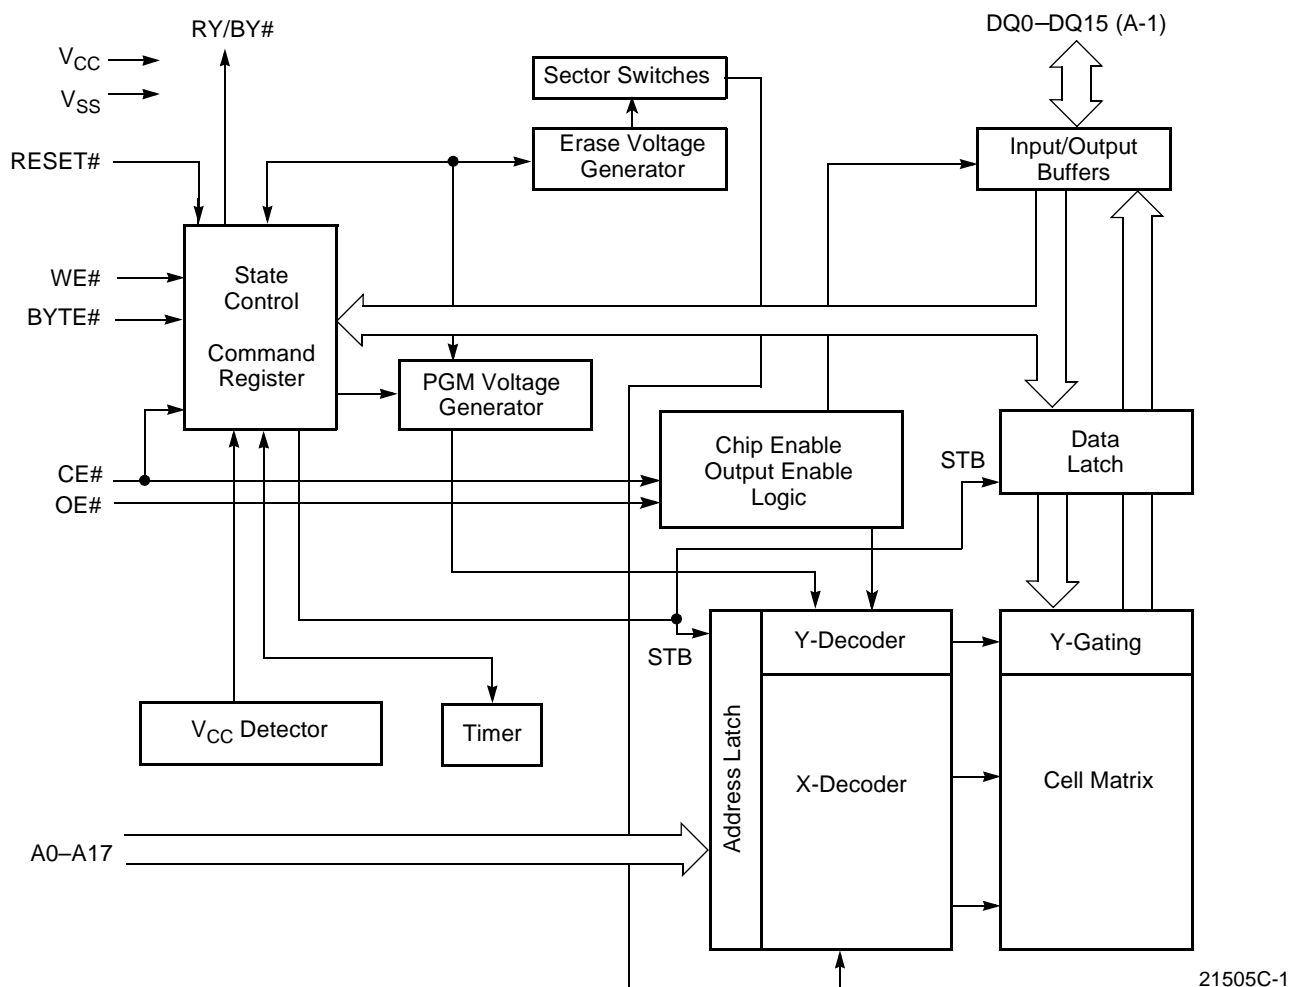 RY/BY#
DQ0–DQ15 (A-1)
VCC
VSS
Sector Switches
RESET#
Erase Voltage
Generator
Input/Output
Buffers
WE#
BYTE#
State
Control
Command
Register
PGM Voltage
Generator
CE#
OE#
Chip Enable
Output Enable
Logic
STB
Data
Latch
STB
Y-Decoder
Y-Gating
VCC Detector
Timer
Address Latch
X-Decoder
Cell Matrix
A0–A17
21505C-1